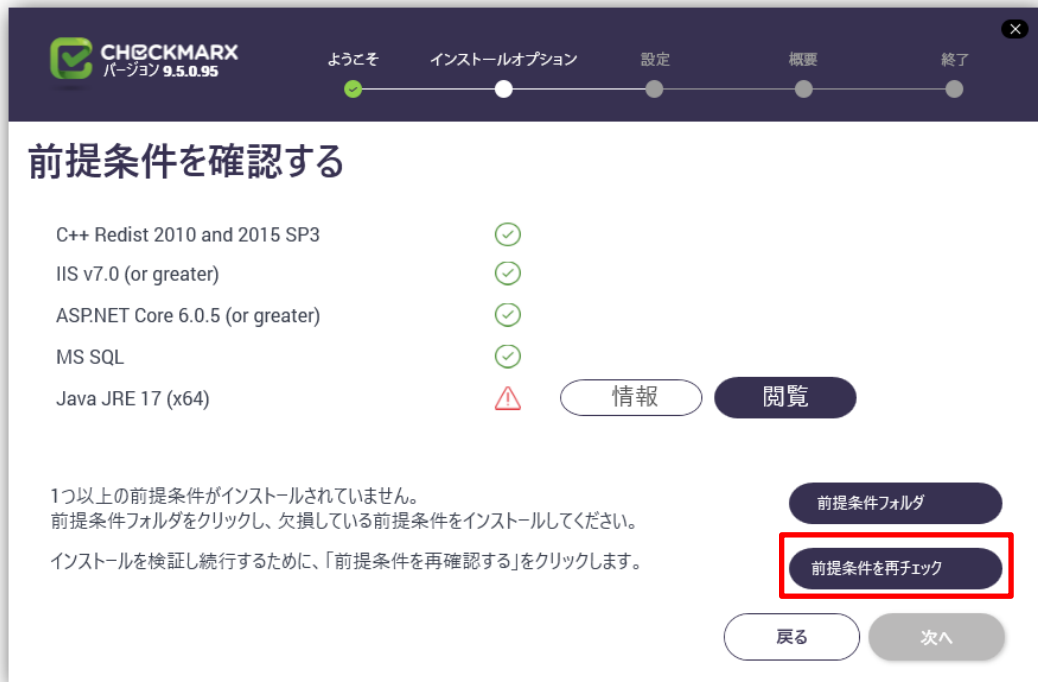 CHECKMARX
バージョン 9.5.0.95
ようこそ
インストールオプション
設定
概要
終了
前提条件を確認する
C++ Redist 2010 and 2015 SP3
IIS v7.0 (or greater)
ASP.NET Core 6.0.5 (or greater)
MS SQL
Java JRE 17 (x64)
情報
閲覧
1つ以上の前提条件がインストールされていません。
前提条件フォルダをクリックし、欠損している前提条件をインストールしてください。
前提条件フォルダ
インストールを検証し続行するために、「前提条件を再確認する」をクリックします。
前提条件を再チェック
戻る
次へ